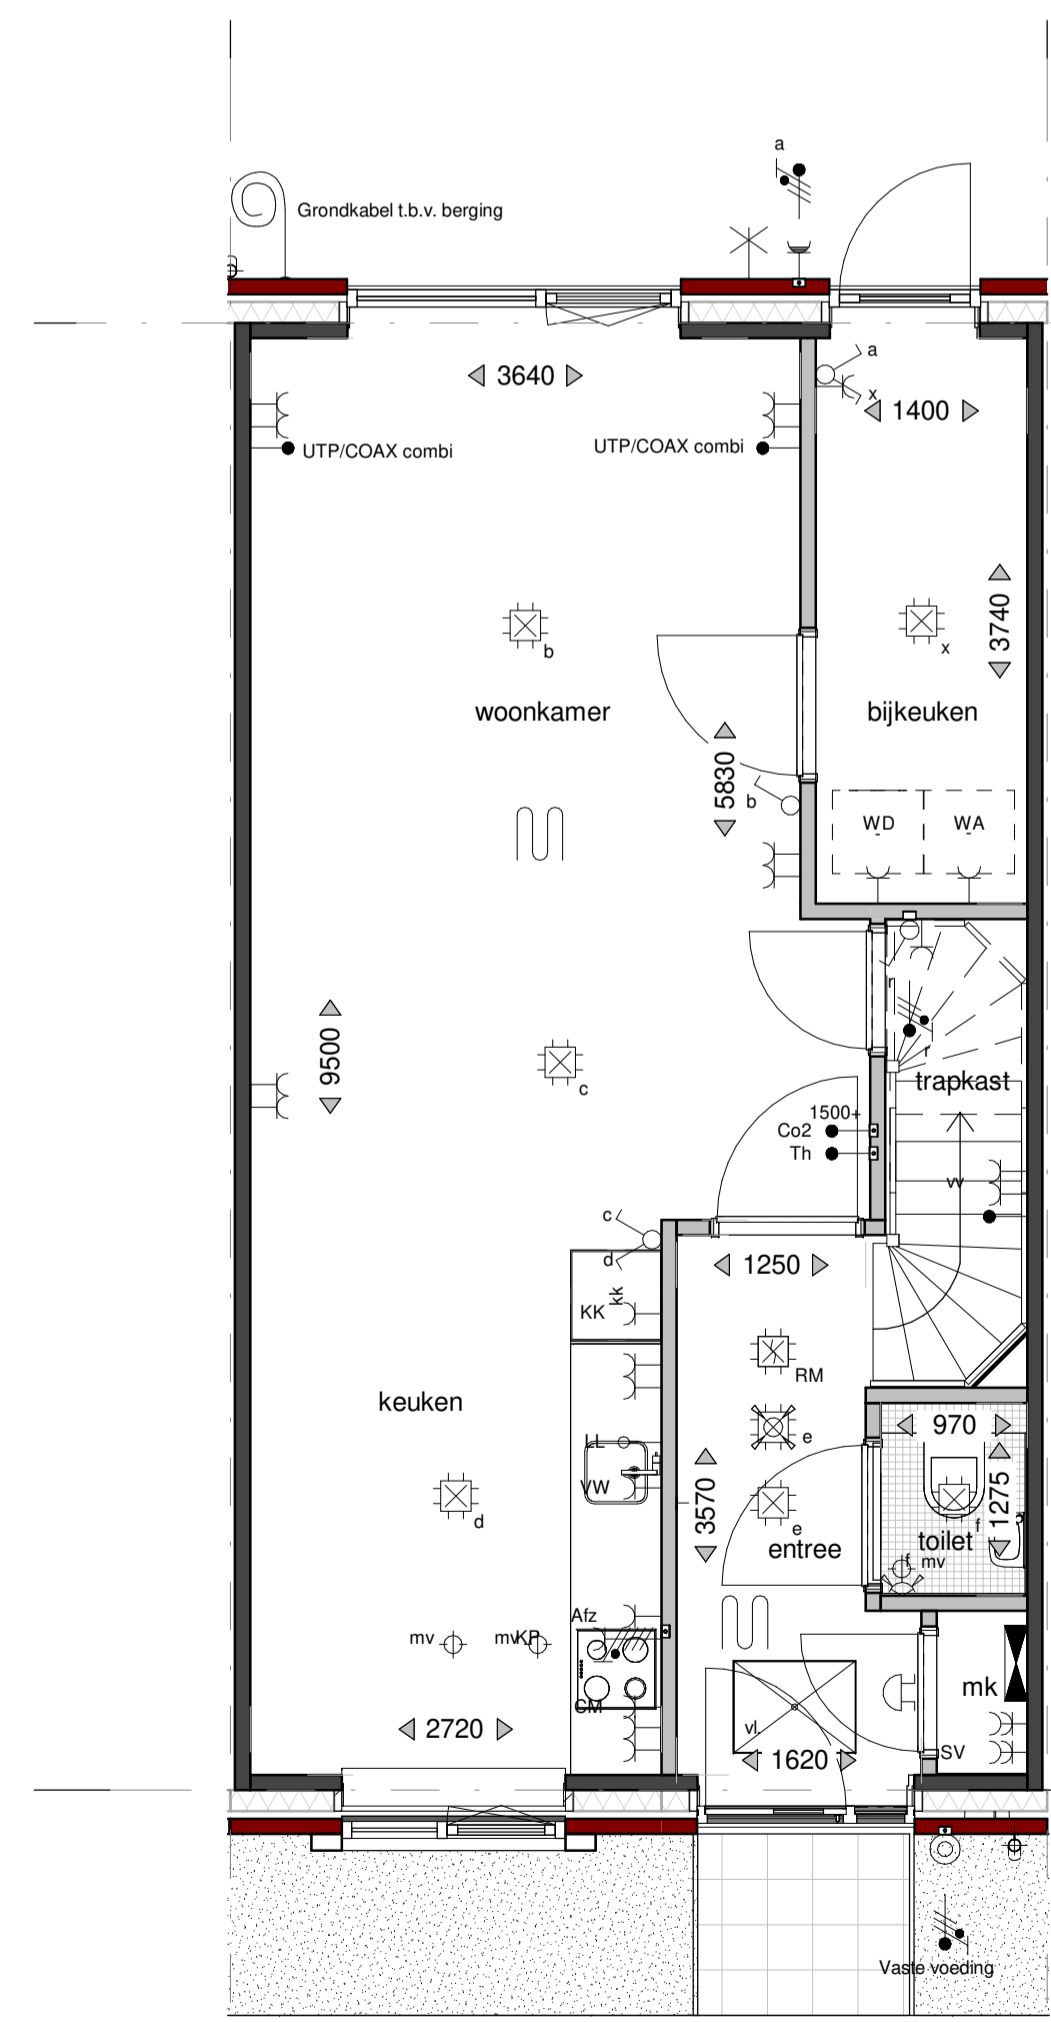 a
Grondkabel t.b.v. berging
a
x
3640
1400
UTP/COAX combi
UTP/COAX combi
3740
b
x
woonkamer
bijkeuken
5830
b
WD
WA
9500
r
r
c
trapkast
1500+
Co2
Th
vv
c
d
1250
KK
kk
RM
keuken
970
e
LL
VW
1275
3570
d
e
f
entree
toilet
f
mv
Afz
mv
mv
KP
mk
CM
vl.
2720
1620
SV
Vaste voeding